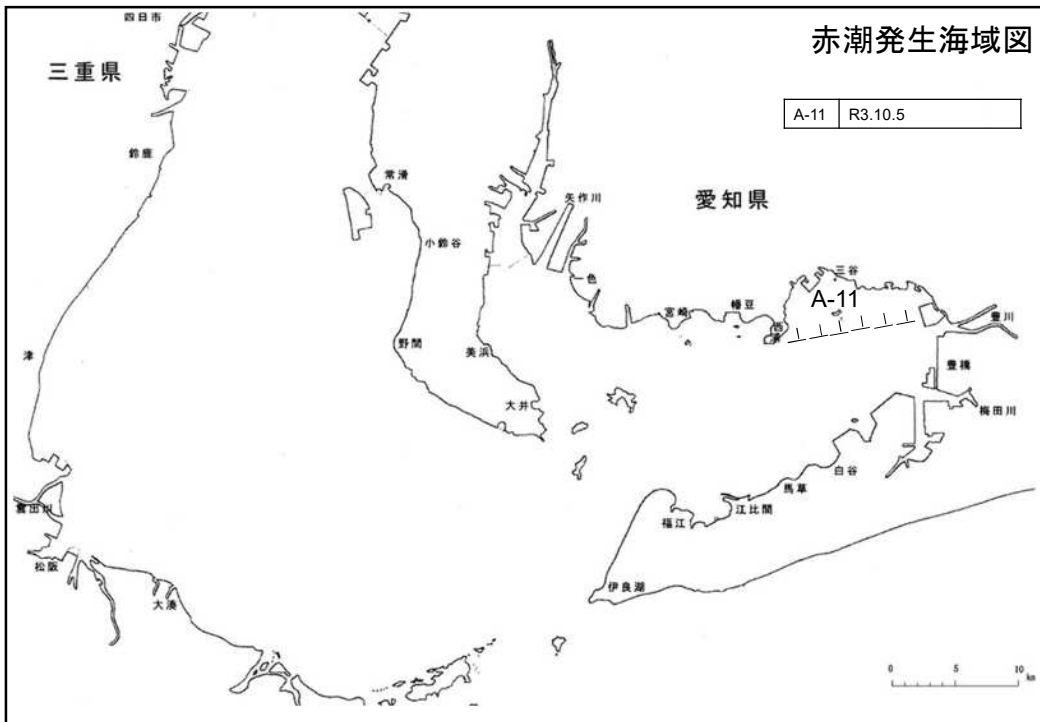 赤潮発生海域図
A-11 R3.10.5
四日市
三重県
鈴鹿
津
雲出川
松阪
大湊
常滑
小鈴谷
野間
美浜
大井
矢作川
愛知県
一色
宮崎
幡豆
西浦
三谷
A-11
豊川
豊橋
梅田川
白谷
馬草
江比間
福江
伊良湖
0 5 10
km